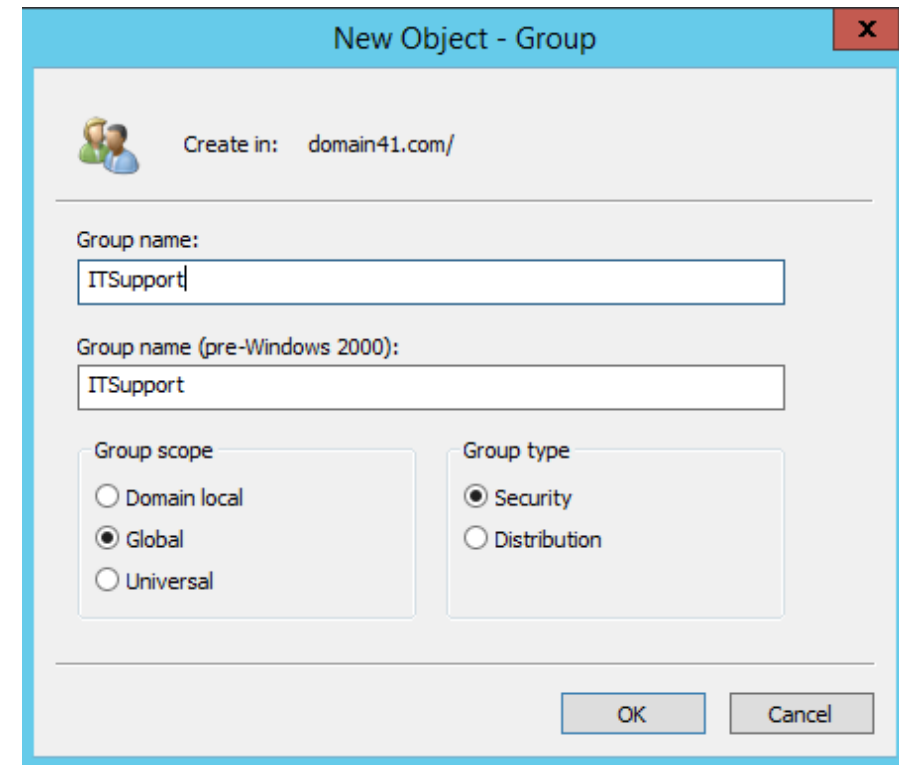 New Object - Group
x
Create in: domain41.com/
Group name:
ITSupport
Group name (pre-Windows 2000):
ITSupport
Group scope
Domain local
Global
Universal
Group type
Security
Distribution
OK
Cancel